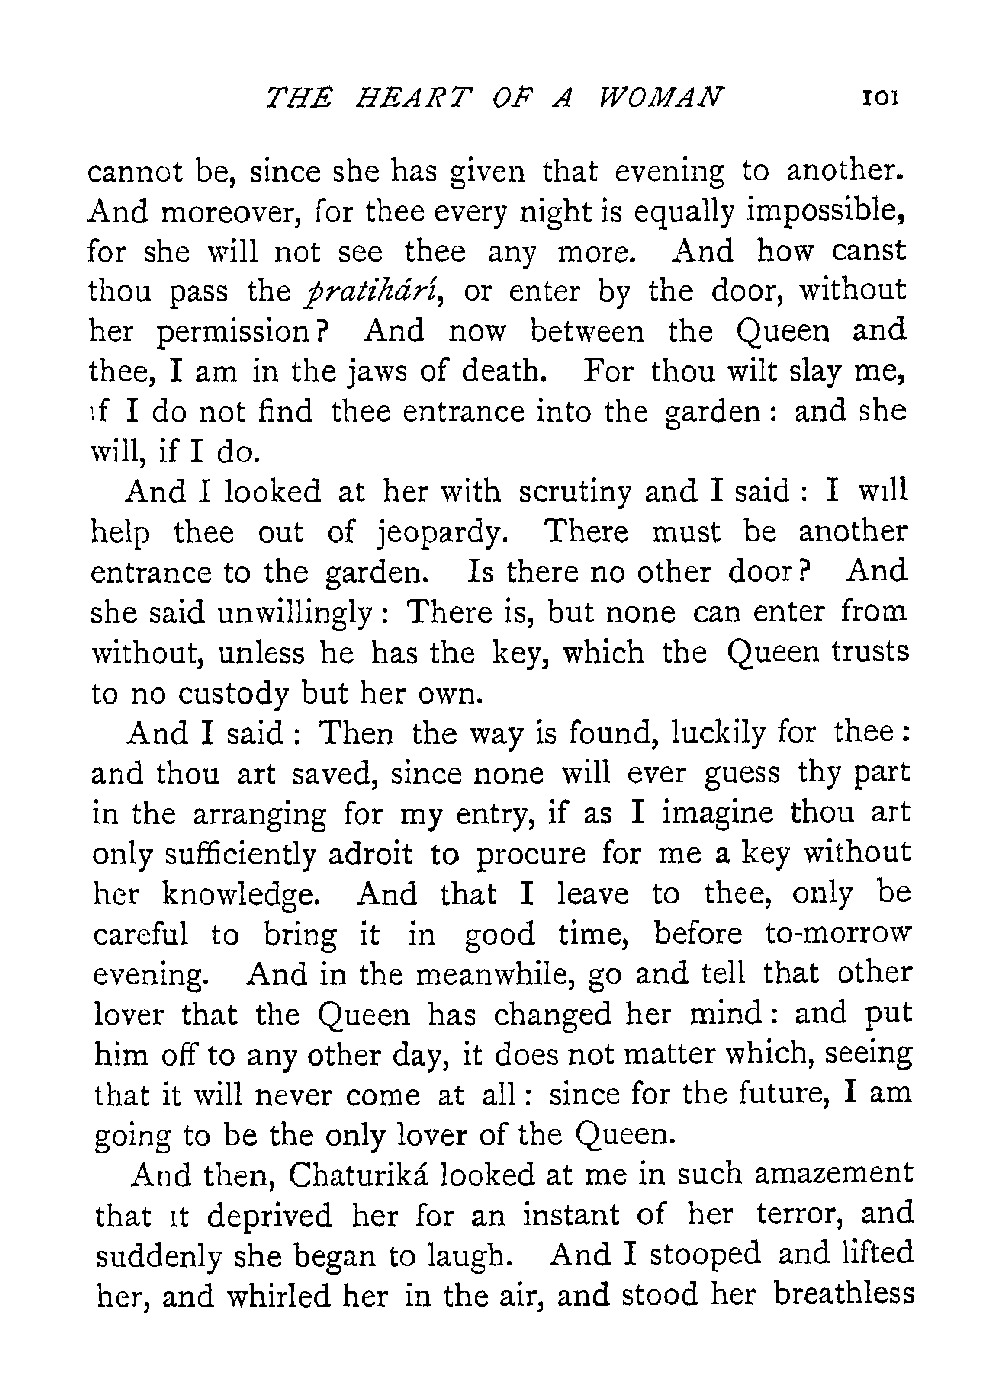 THE HEART OF A WOMAN 101
cannot be, since she has given that evening to another.
And moreover, for thee every night is equally impossible,
for she will not see thee any more. And how canst
thou pass the pratihárí, or enter by the door, without
her permission? And now between the Queen and
thee, I am in the jaws of death. For thou wilt slay me,
if I do not find thee entrance into the garden : and she
will, if I do.
And I looked at her with scrutiny and I said : I will
help thee out of jeopardy. There must be another
entrance to the garden. Is there no other door? And
she said unwillingly : There is, but none can enter from
without, unless he has the key, which the Queen trusts
to no custody but her own.
And I said : Then the way is found, luckily for thee :
and thou art saved, since none will ever guess thy part
in the arranging for my entry, if as I imagine thou art
only sufficiently adroit to procure for me a key without
her knowledge. And that I leave to thee, only be
careful to bring it in good time, before to-morrow
evening. And in the meanwhile, go and tell that other
lover that the Queen has changed her mind : and put
him off to any other day, it does not matter which, seeing
that it will never come at all : since for the future, I am
going to be the only lover of the Queen.
And then, Chaturiká looked at me in such amazement
that it deprived her for an instant of her terror, and
suddenly she began to laugh. And I stooped and lifted
her, and whirled her in the air, and stood her breathless